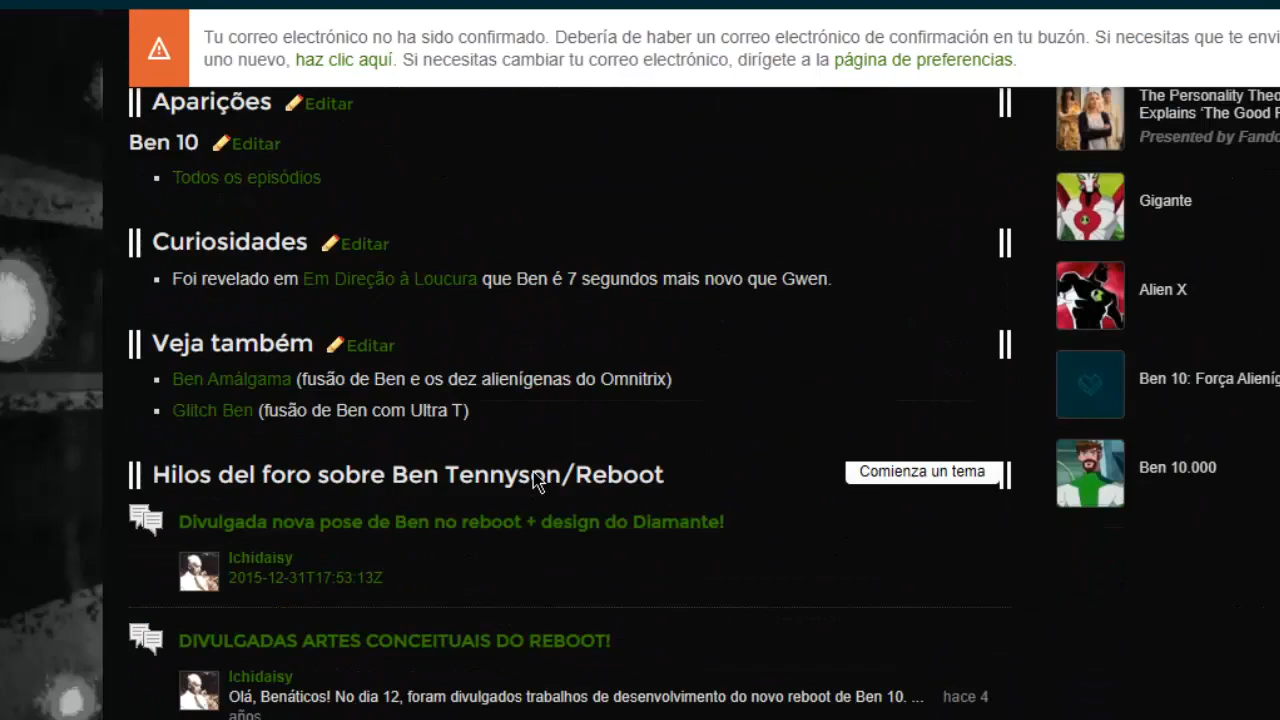 Tu correo electrónico no ha sido confirmado. Debería de haber un correo electrónico de confirmación en tu buzón. Si necesitas que te envi
uno nuevo, haz clic aquí. Si necesitas cambiar tu correo electrónico, dirígete a la página de preferencias.
Aparições Editar
Ben 10 Editar
Todos os episódios
Curiosidades Editar
Foi revelado em Em Direção à Loucura que Ben é 7 segundos mais novo que Gwen.
Veja também Editar
Ben Amálgama (fusão de Ben e os dez alienígenas do Omnitrix)
Glitch Ben (fusão de Ben com Ultra T)
Hilos del foro sobre Ben Tennyson/Reboot
Comienza un tema
Divulgada nova pose de Ben no reboot + design do Diamante!
Ichidaisy
2015-12-31T17:53:13Z
DIVULGADAS ARTES CONCEITUAIS DO REBOOT!
Ichidaisy
Olá, Benáticos! No dia 12, foram divulgados trabalhos de desenvolvimento do novo reboot de Ben 10. ... hace 4
años
The Personality Theo
Explains 'The Good P
Presented by Fando
Gigante
Alien X
Ben 10: Força Alieníg
Ben 10.000